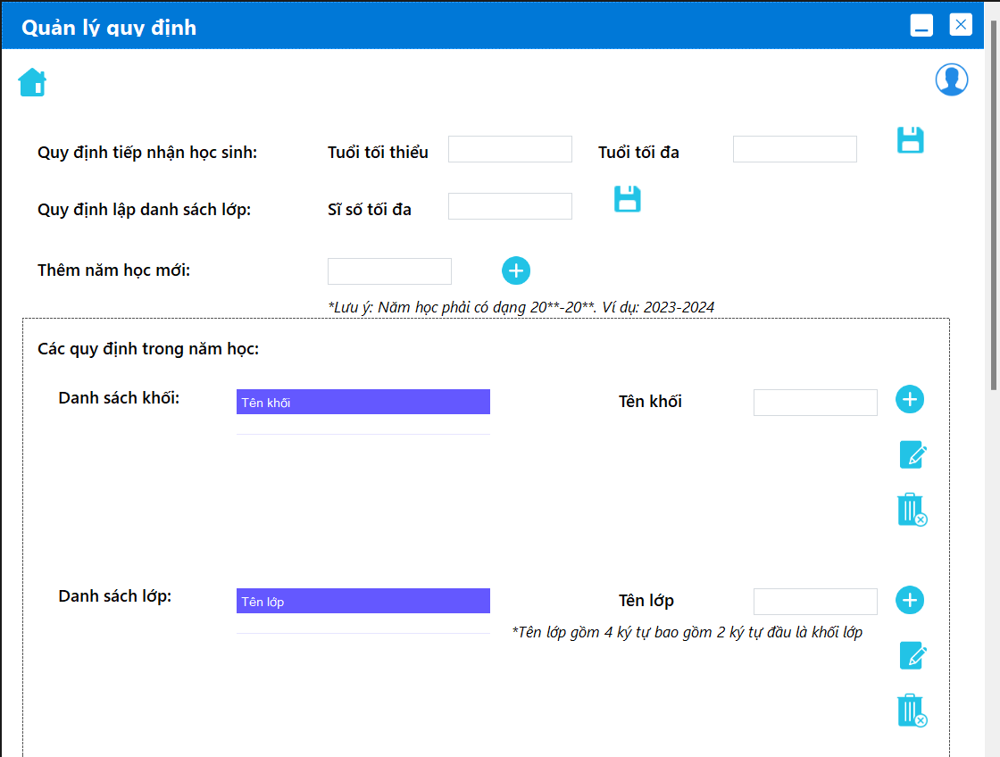 Quản lý quy định
Quy định tiếp nhận học sinh: Tuổi tối thiểu Tuổi tối đa
Quy định lập danh sách lớp: Sĩ số tối đa
Thêm năm học mới:
*Lưu ý: Năm học phải có dạng 20**-20**. Ví dụ: 2023-2024
Các quy định trong năm học:
Danh sách khối: Tên khối Tên khối
Danh sách lớp: Tên lớp Tên lớp
*Tên lớp gồm 4 ký tự bao gồm 2 ký tự đầu là khối lớp